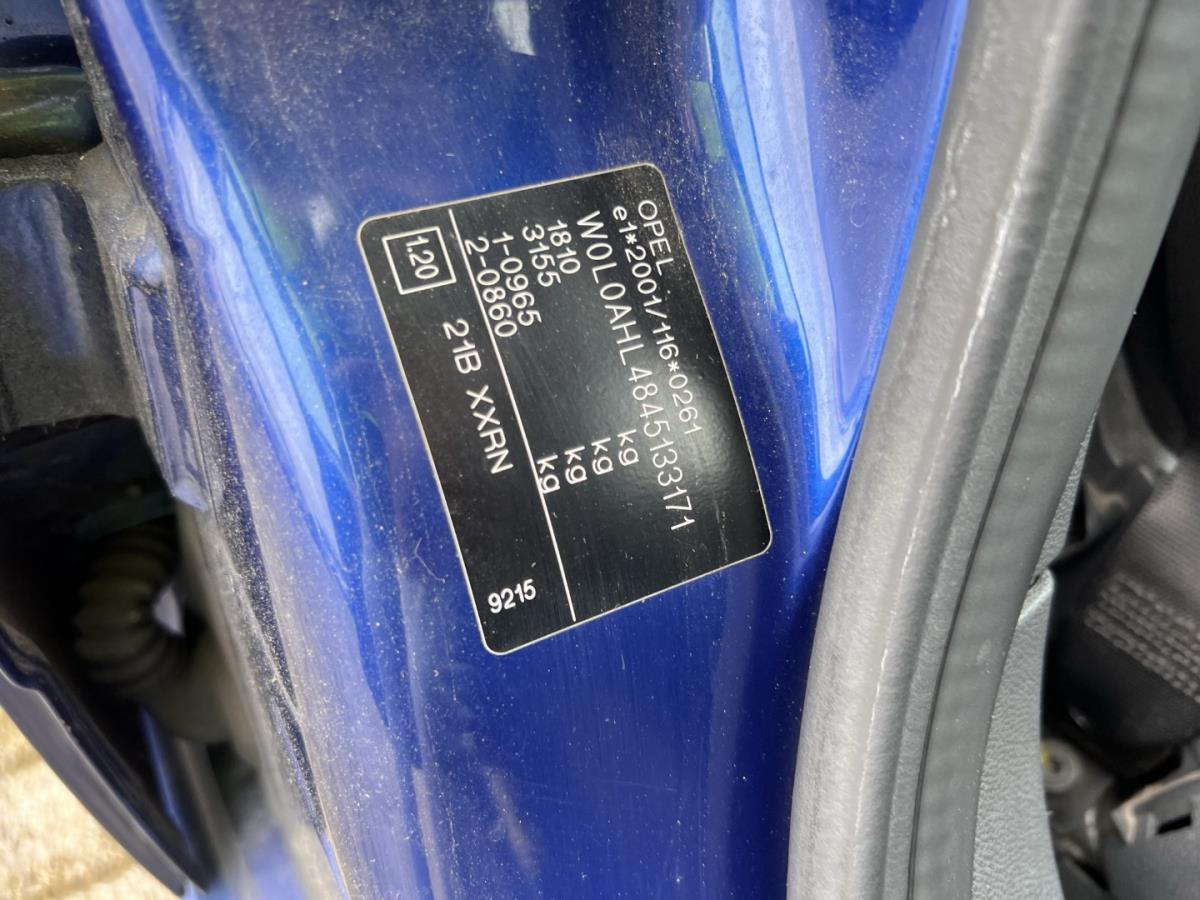 OPEL
e1*2001/116*0261
W0L0AHL4845133171
1810 kg
3155 kg
1-0965 kg
2-0860 kg
1.20 21B XXRN 9215